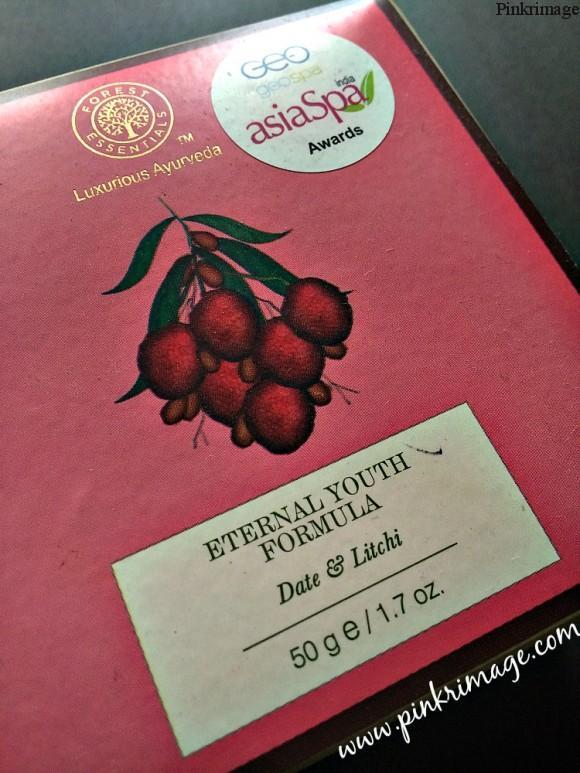 Pinkrimage
GEO
geospa
india
asiaSpa
Awards
FOREST
ESSENTIALS
TM
Luxurious Ayurveda
ETERNAL YOUTH
FORMULA
Date & Litchi
50 g e / 1.7 oz.
www.pinkrimage.com